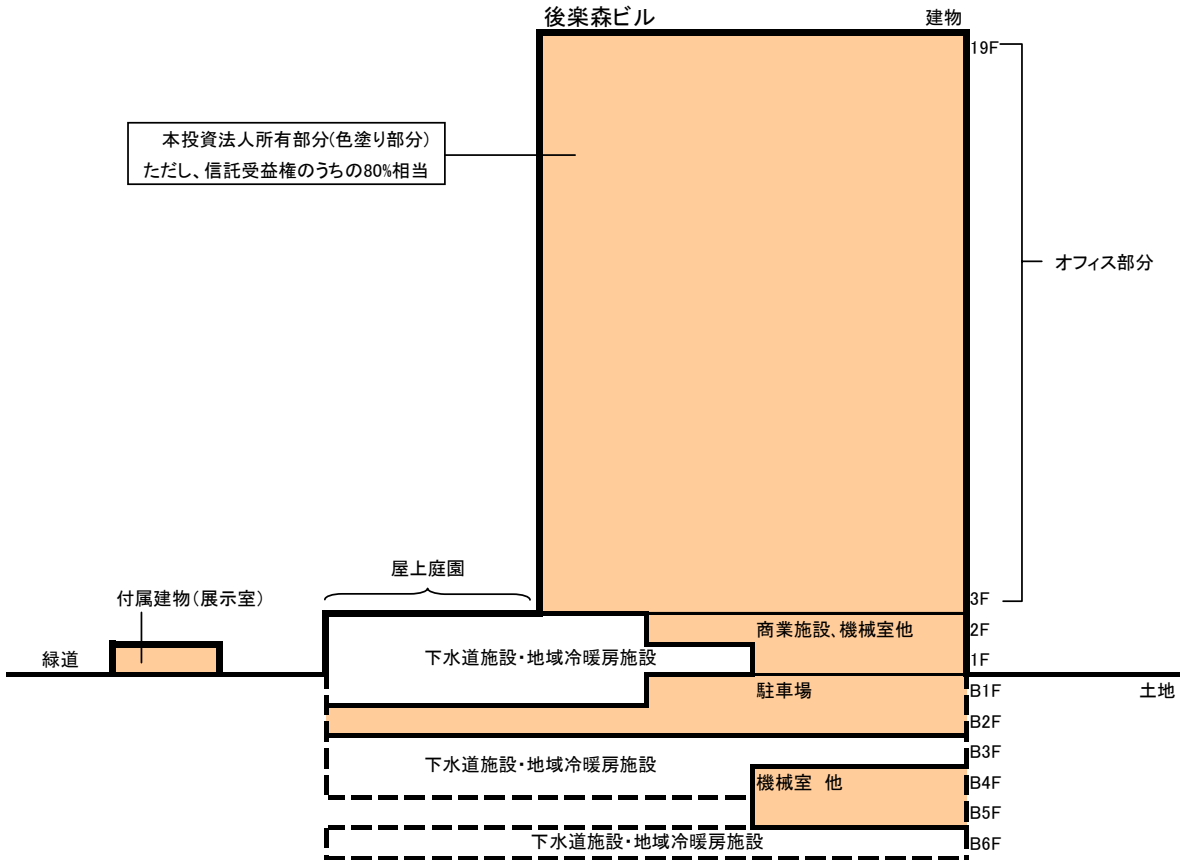 後楽森ビル
建物
19F
本投資法人所有部分(色塗り部分)
ただし、信託受益権のうちの80%相当
オフィス部分
屋上庭園
付属建物(展示室)
3F
商業施設、機械室他
2F
緑道
下水道施設・地域冷暖房施設
1F
駐車場
B1F
土地
B2F
B3F
下水道施設・地域冷暖房施設
機械室 他
B4F
B5F
下水道施設・地域冷暖房施設
B6F